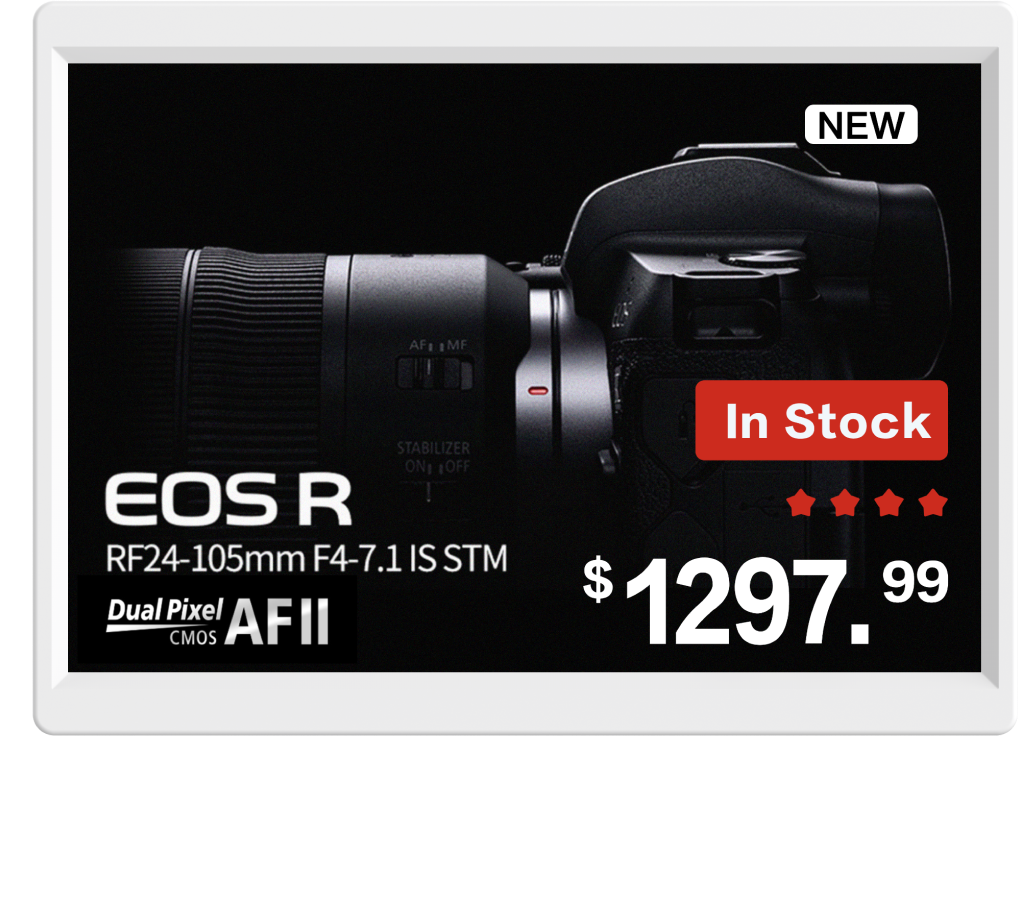 NEW
AF MF
In Stock
STABILIZER
ON OFF
EOS R
RF24-105mm F4-7.1 IS STM
$1297.99
Dual Pixel
CMOS AF II